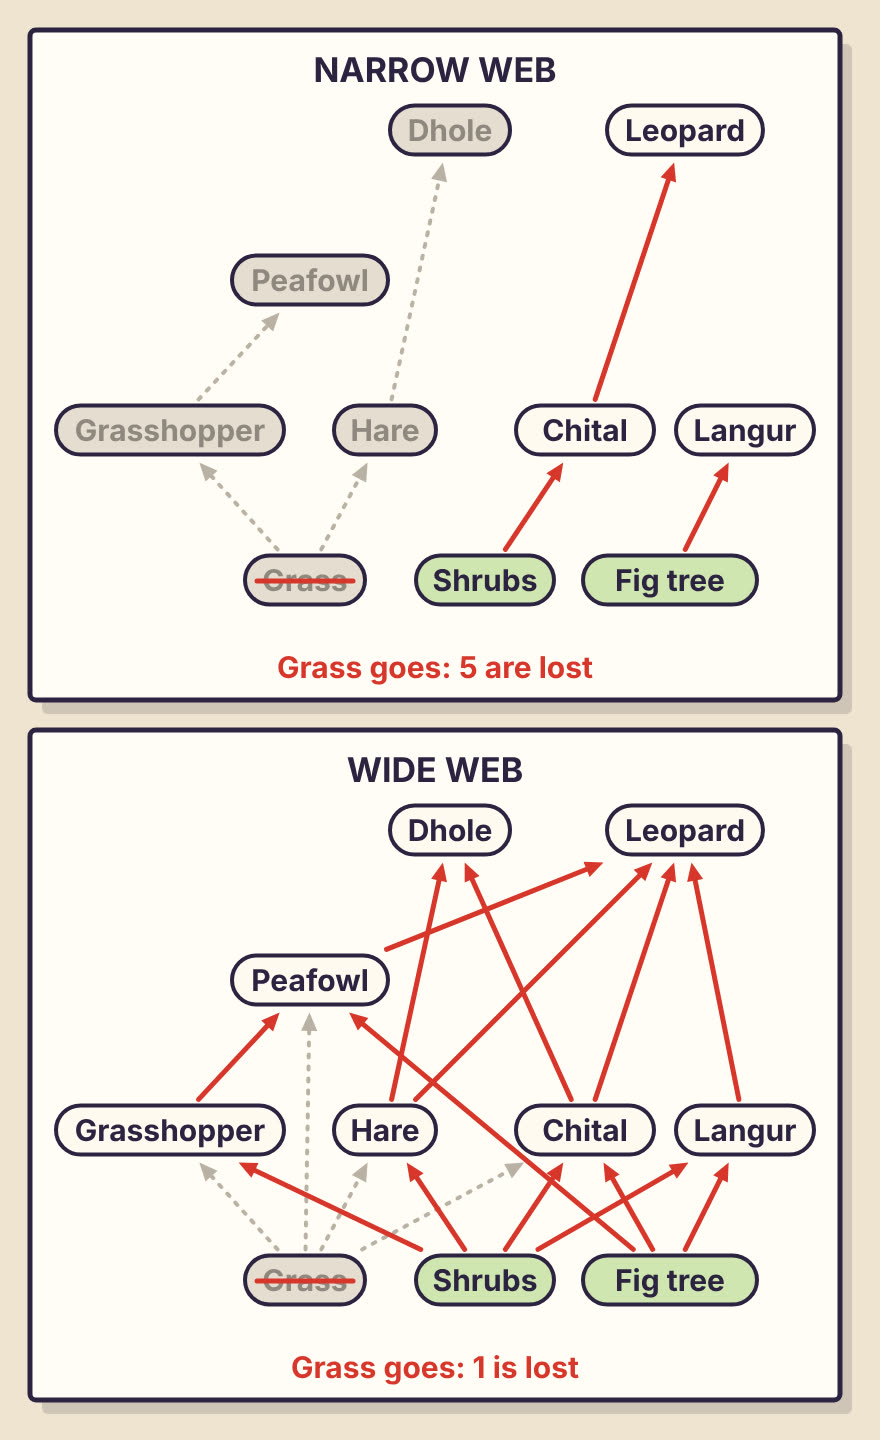 NARROW WEB
Dhole
Leopard
Peafowl
Grasshopper
Hare
Chital
Langur
Grass
Shrubs
Fig tree
Grass goes: 5 are lost
WIDE WEB
Dhole
Leopard
Peafowl
Grasshopper
Hare
Chital
Langur
Grass
Shrubs
Fig tree
Grass goes: 1 is lost